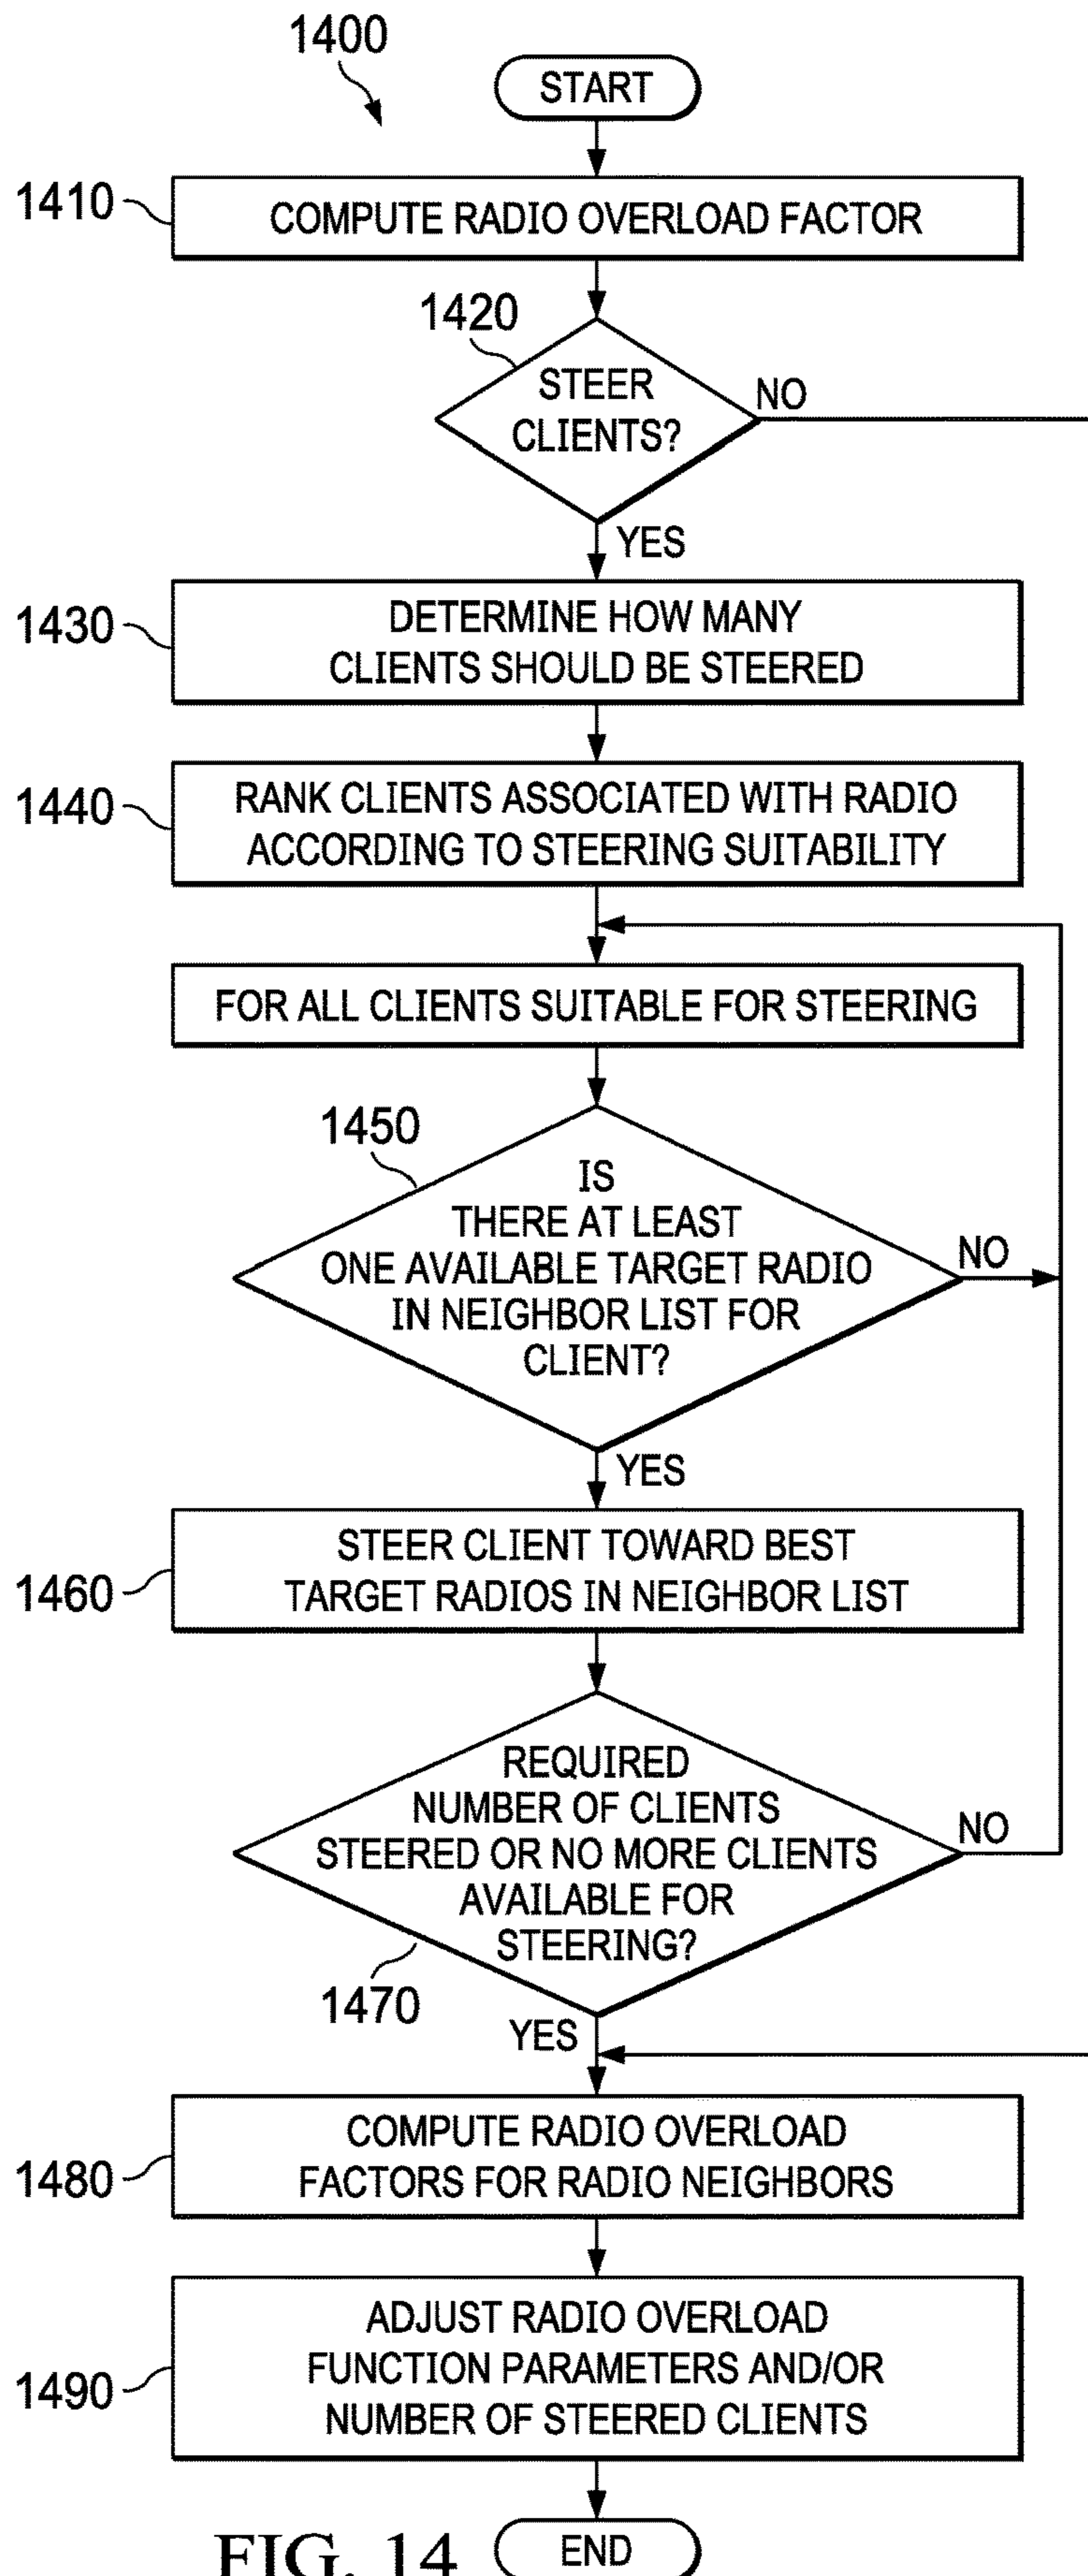 1400
START
1410
COMPUTE RADIO OVERLOAD FACTOR
1420
STEER
CLIENTS?
NO
YES
1430
DETERMINE HOW MANY
CLIENTS SHOULD BE STEERED
1440
RANK CLIENTS ASSOCIATED WITH RADIO
ACCORDING TO STEERING SUITABILITY
FOR ALL CLIENTS SUITABLE FOR STEERING
1450
IS
THERE AT LEAST
ONE AVAILABLE TARGET RADIO
IN NEIGHBOR LIST FOR
CLIENT?
NO
YES
1460
STEER CLIENT TOWARD BEST
TARGET RADIOS IN NEIGHBOR LIST
REQUIRED
NUMBER OF CLIENTS
STEERED OR NO MORE CLIENTS
AVAILABLE FOR
STEERING?
NO
1470
YES
1480
COMPUTE RADIO OVERLOAD
FACTORS FOR RADIO NEIGHBORS
1490
ADJUST RADIO OVERLOAD
FUNCTION PARAMETERS AND/OR
NUMBER OF STEERED CLIENTS
END
FIG. 14